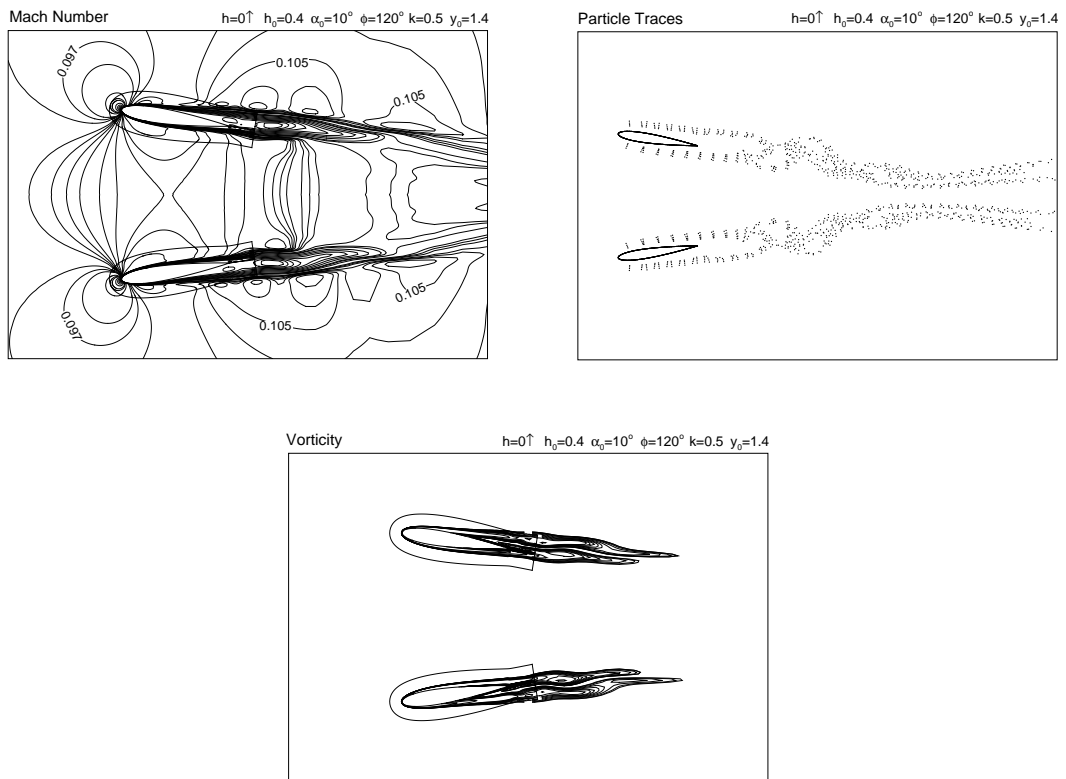 Mach Number h=0↑ h₀=0.4 α₀=10° ϕ=120° k=0.5 y₀=1.4
0.097
0.105
0.105
0.105
0.105
0.097
Particle Traces h=0↑ h₀=0.4 α₀=10° ϕ=120° k=0.5 y₀=1.4
Vorticity h=0↑ h₀=0.4 α₀=10° ϕ=120° k=0.5 y₀=1.4